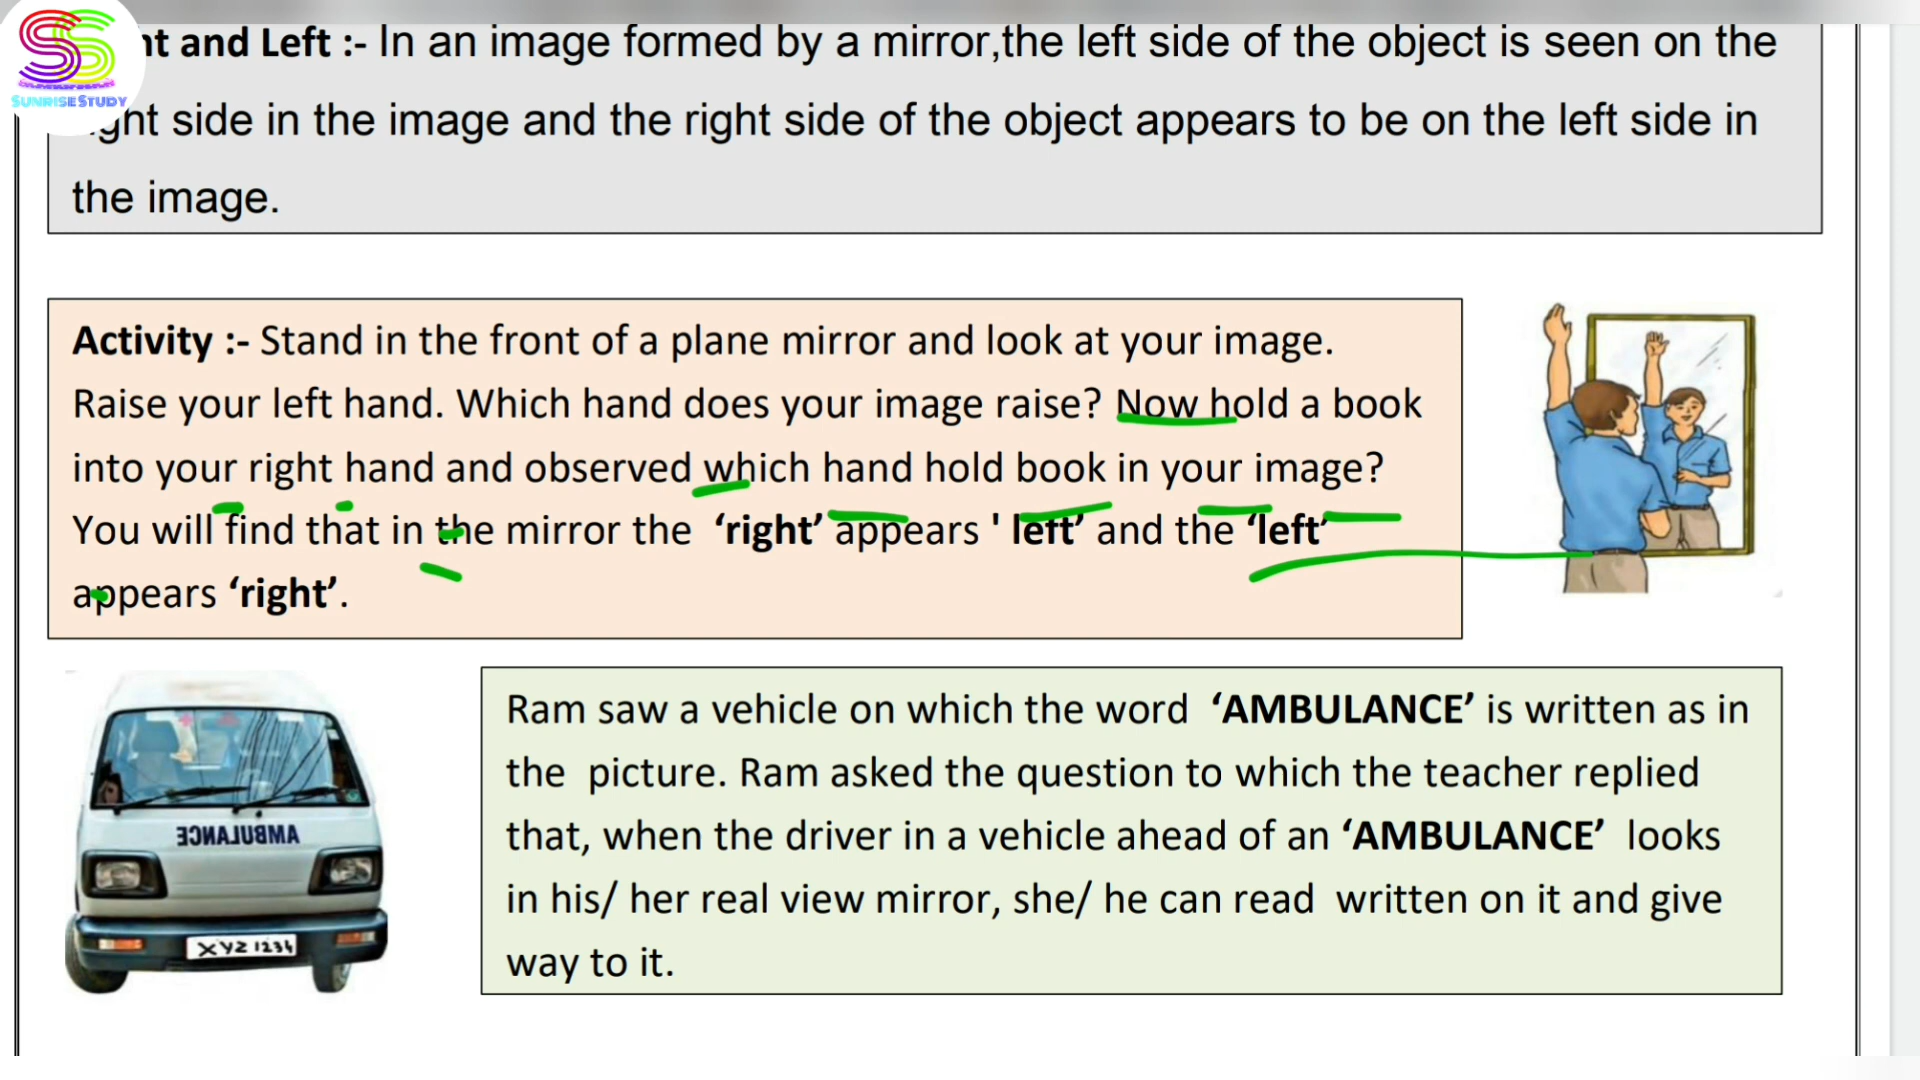 SUNRISE STUDY
nt and Left :- In an image formed by a mirror,the left side of the object is seen on the
ght side in the image and the right side of the object appears to be on the left side in
the image.
Activity :- Stand in the front of a plane mirror and look at your image.
Raise your left hand. Which hand does your image raise? Now hold a book
into your right hand and observed which hand hold book in your image?
You will find that in the mirror the ‘right’ appears ' left’ and the ‘left’
appears ‘right’.
AMBULANCE
XYZ 1234
Ram saw a vehicle on which the word ‘AMBULANCE’ is written as in
the picture. Ram asked the question to which the teacher replied
that, when the driver in a vehicle ahead of an ‘AMBULANCE’ looks
in his/ her real view mirror, she/ he can read written on it and give
way to it.